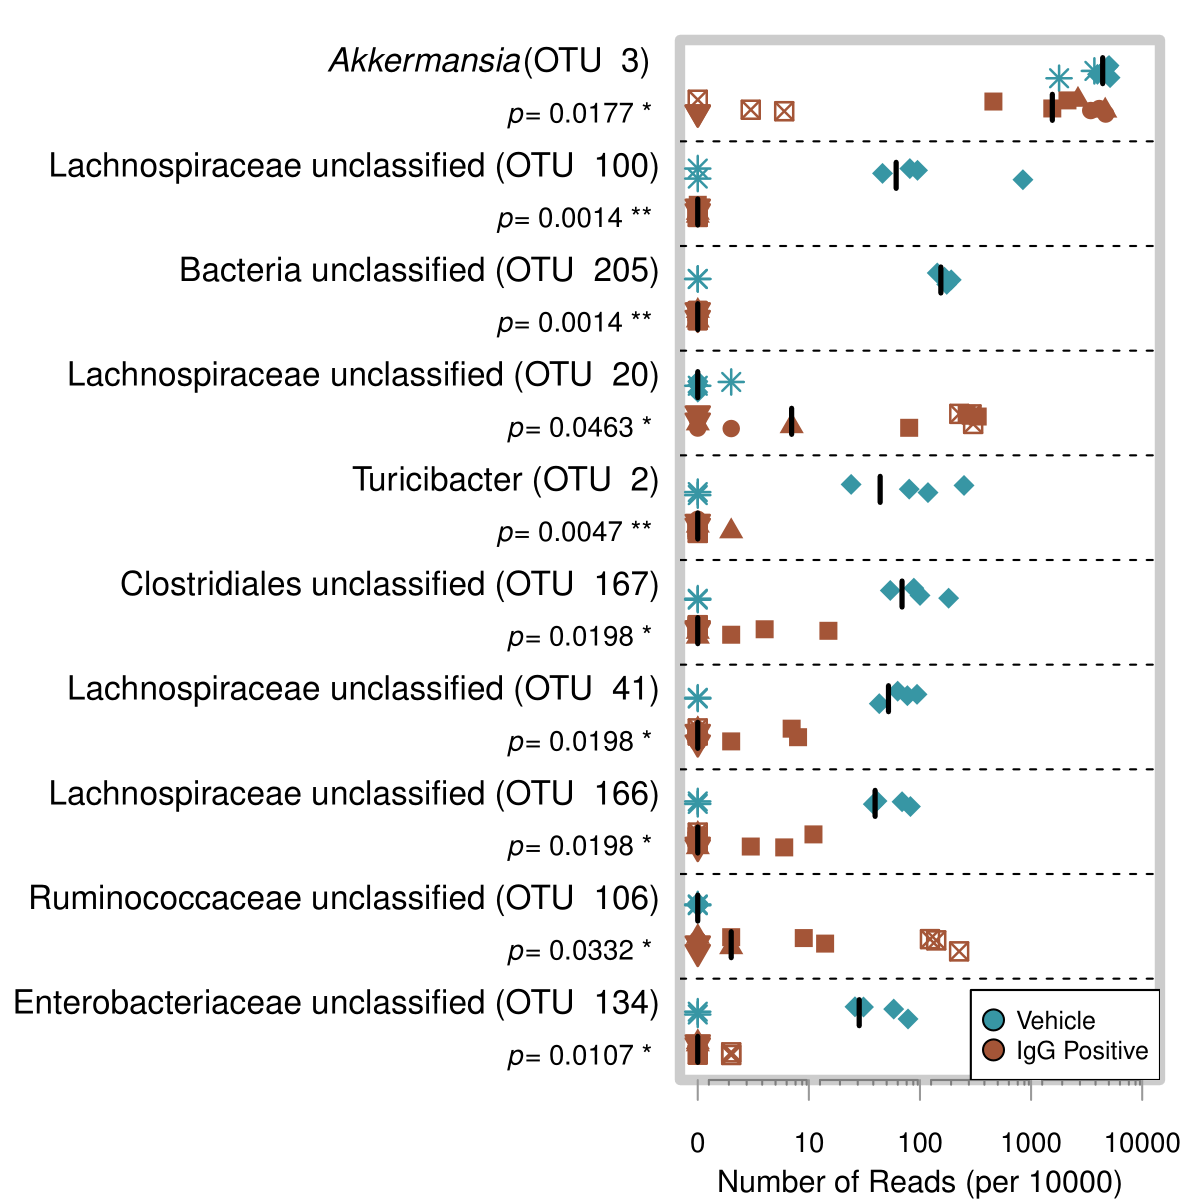 Akkermansia(OTU  3)
p= 0.0177 *
Lachnospiraceae unclassified (OTU  100)
p= 0.0014 **
Bacteria unclassified (OTU  205)
p= 0.0014 **
Lachnospiraceae unclassified (OTU  20)
p= 0.0463 *
Turicibacter (OTU  2)
p= 0.0047 **
Clostridiales unclassified (OTU  167)
p= 0.0198 *
Lachnospiraceae unclassified (OTU  41)
p= 0.0198 *
Lachnospiraceae unclassified (OTU  166)
p= 0.0198 *
Ruminococcaceae unclassified (OTU  106)
p= 0.0332 *
Enterobacteriaceae unclassified (OTU  134)
p= 0.0107 *
Vehicle
IgG Positive
0 10 100 1000 10000
Number of Reads (per 10000)